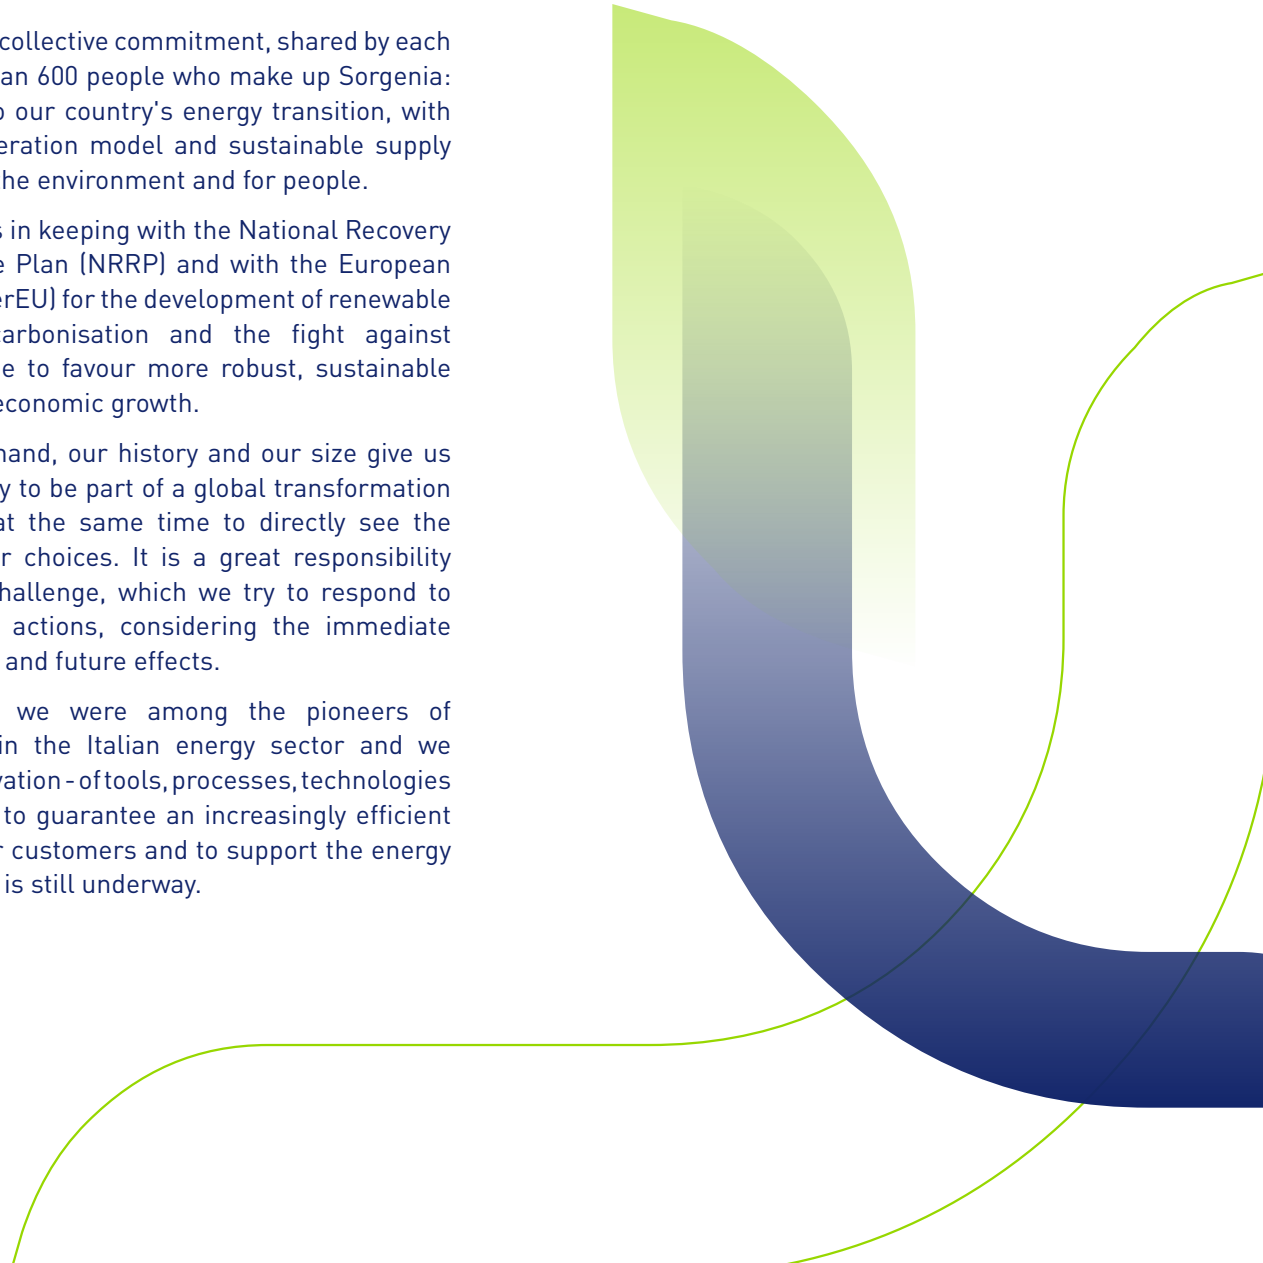 collective commitment, shared by each
an 600 people who make up Sorgenia:
o our country's energy transition, with
eration model and sustainable supply
he environment and for people.
s in keeping with the National Recovery
e Plan (NRRP) and with the European
erEU) for the development of renewable
carbonisation and the fight against
e to favour more robust, sustainable
economic growth.
hand, our history and our size give us
y to be part of a global transformation
at the same time to directly see the
r choices. It is a great responsibility
hallenge, which we try to respond to
actions, considering the immediate
and future effects.
we were among the pioneers of
in the Italian energy sector and we
vation - of tools, processes, technologies
to guarantee an increasingly efficient
r customers and to support the energy
is still underway.